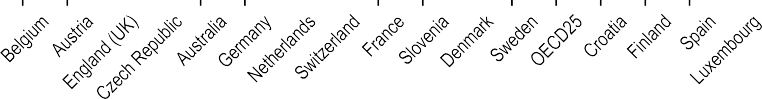 Belgium
Austria
England (UK)
Czech Republic
Australia
Germany
Netherlands
Switzerland
France
Slovenia
Denmark
Sweden
OECD25
Croatia
Finland
Spain
Luxembourg